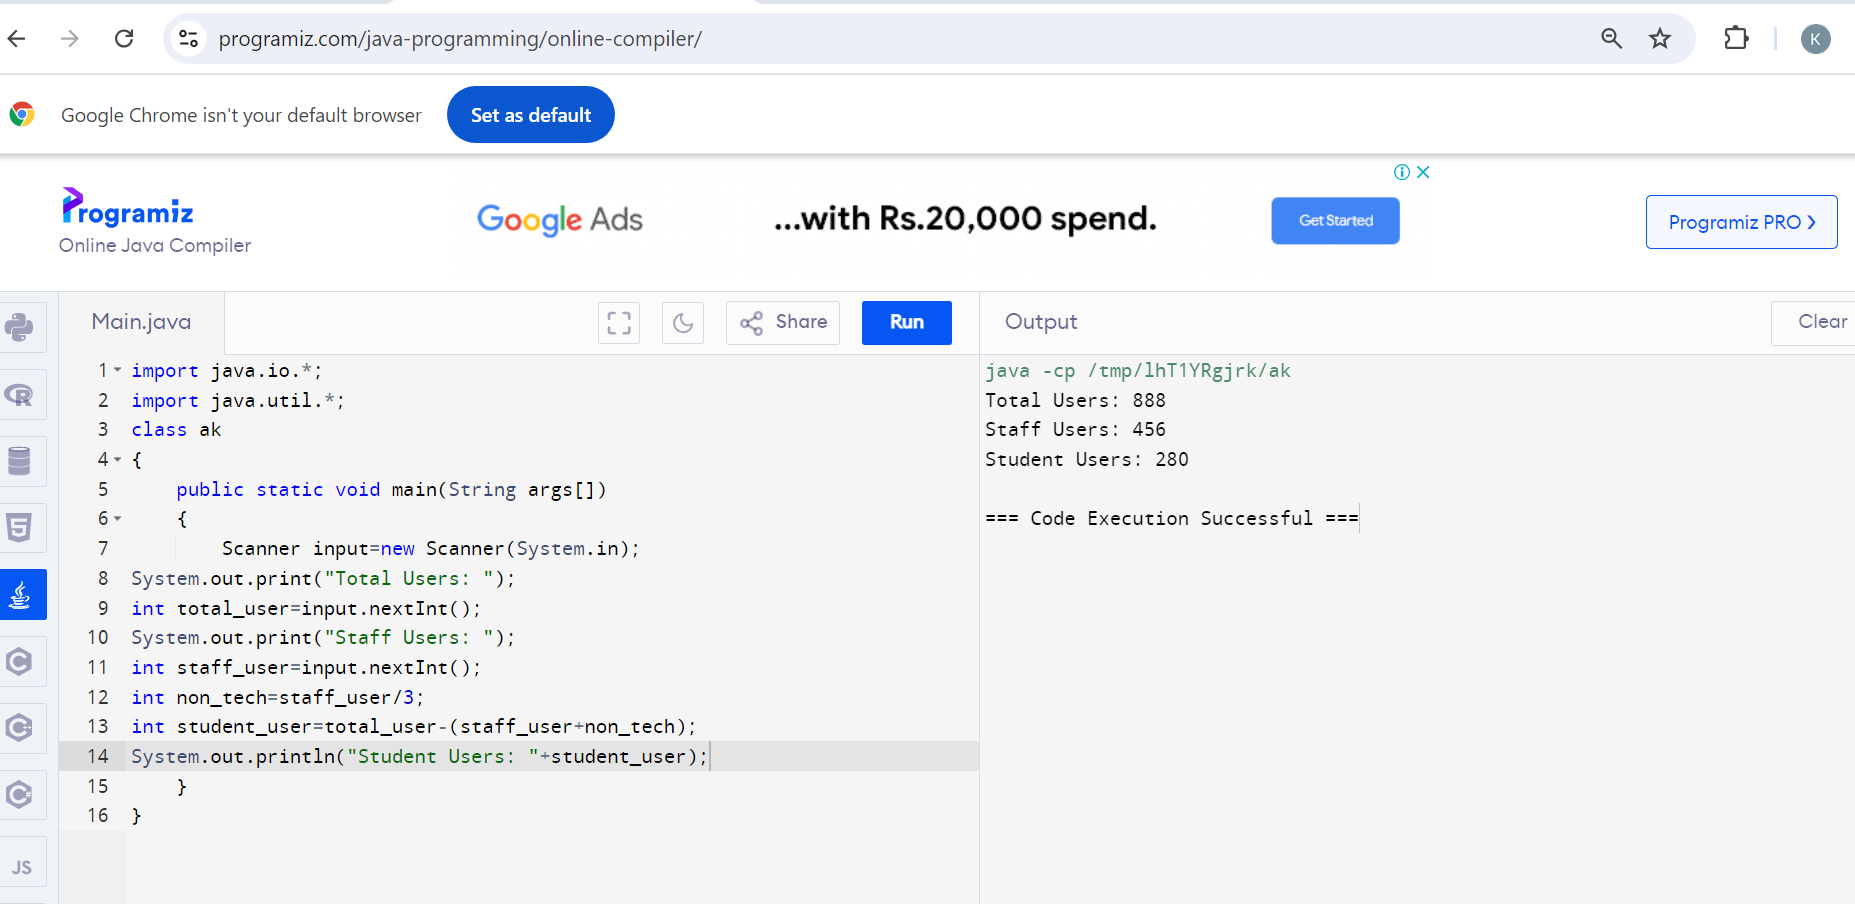 programiz.com/java-programming/online-compiler/
K
Google Chrome isn't your default browser
Set as default
Programiz
Online Java Compiler
Google Ads
...with Rs.20,000 spend.
Get Started
Programiz PRO >
Main.java
Share
Run
Output
Clear
1 import java.io.*;
2 import java.util.*;
3 class ak
4 {
5 public static void main(String args[])
6 {
7 Scanner input=new Scanner(System.in);
8 System.out.print("Total Users: ");
9 int total_user=input.nextInt();
10 System.out.print("Staff Users: ");
11 int staff_user=input.nextInt();
12 int non_tech=staff_user/3;
13 int student_user=total_user-(staff_user+non_tech);
14 System.out.println("Student Users: "+student_user);
15 }
16 }
java -cp /tmp/lhT1YRgjrk/ak
Total Users: 888
Staff Users: 456
Student Users: 280
=== Code Execution Successful ===
R
5
C
C++
C#
JS